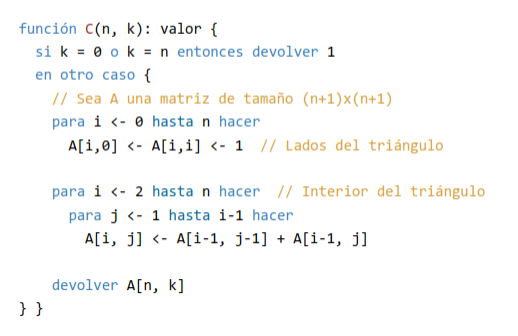 función C(n, k): valor {
si k = 0 o k = n entonces devolver 1
en otro caso {
// Sea A una matriz de tamaño (n+1)x(n+1)
para i <- 0 hasta n hacer
A[i,0] <- A[i,i] <- 1 // Lados del triángulo
para i <- 2 hasta n hacer // Interior del triángulo
para j <- 1 hasta i-1 hacer
A[i, j] <- A[i-1, j-1] + A[i-1, j]
devolver A[n, k]
} }